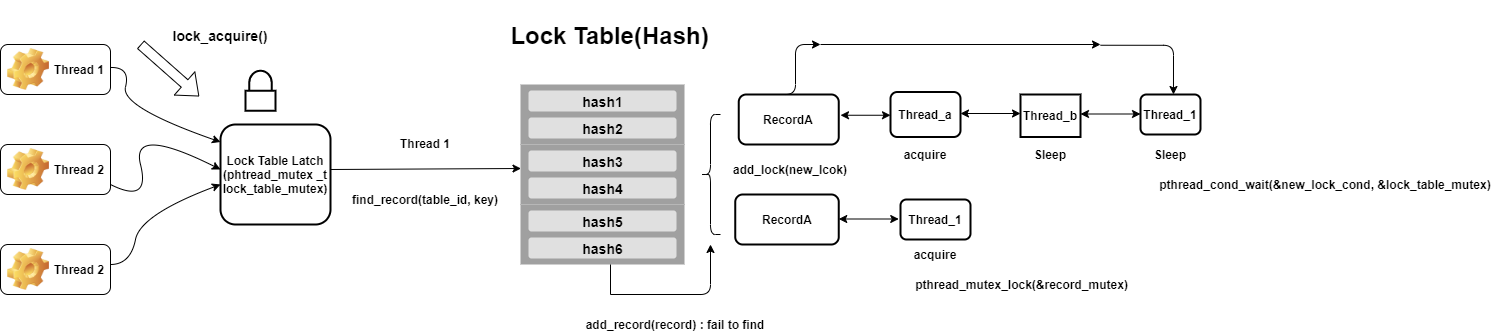 lock_acquire()
Lock Table(Hash)
Thread 1
Thread 2
Thread 2
Lock Table Latch
(phtread_mutex _t
lock_table_mutex)
Thread 1
find_record(table_id, key)
hash1
hash2
hash3
hash4
hash5
hash6
add_record(record) : fail to find
RecordA
Thread_a
Thread_b
Thread_1
acquire
Sleep
Sleep
add_lock(new_lcok)
pthread_cond_wait(&new_lock_cond, &lock_table_mutex)
RecordA
Thread_1
acquire
pthread_mutex_lock(&record_mutex)